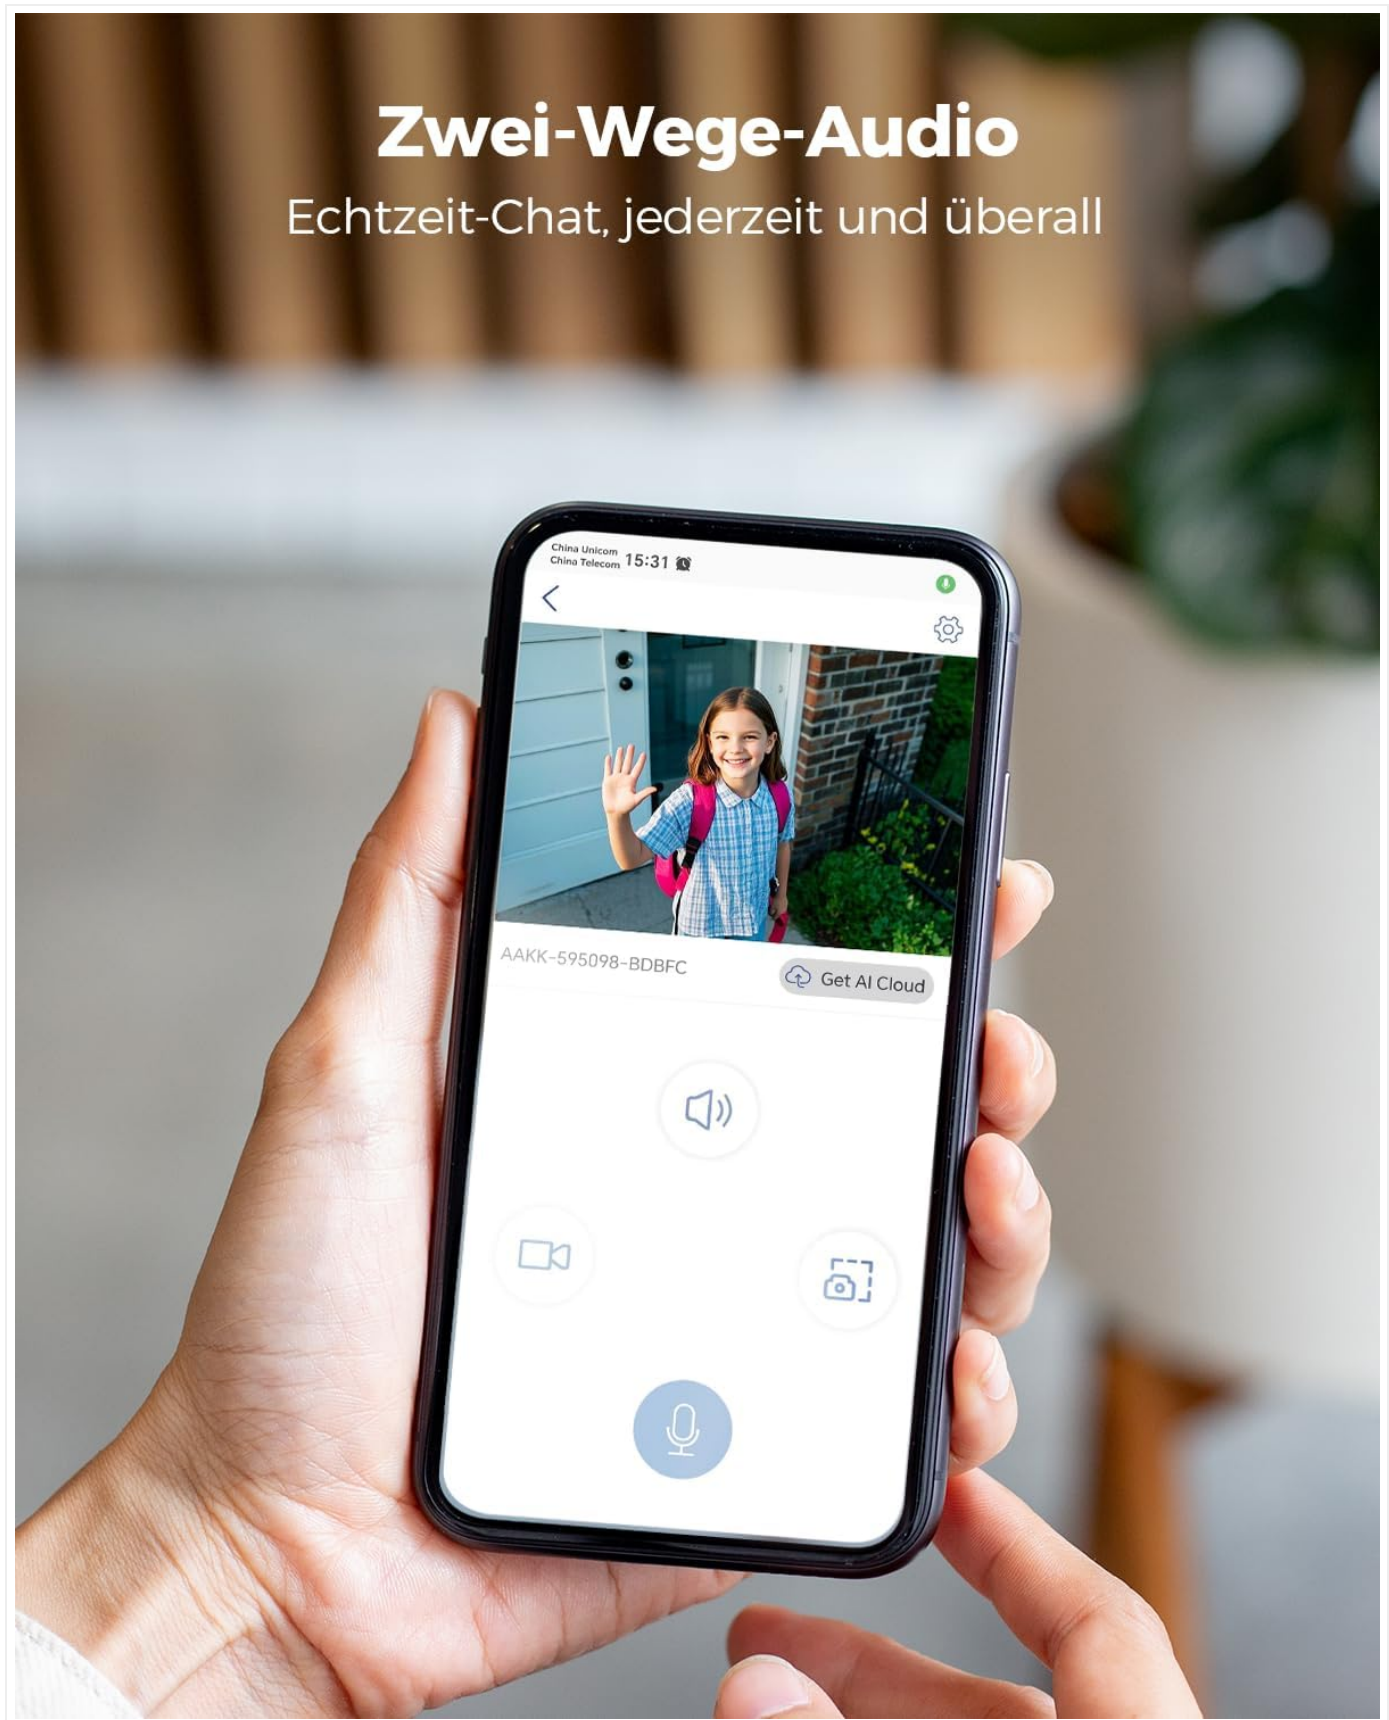 Zwei-Wege-Audio
Echtzeit-Chat, jederzeit und überall
China Unicom
China Telecom 15:31
AAKK-595098-BDBFC
Get AI Cloud